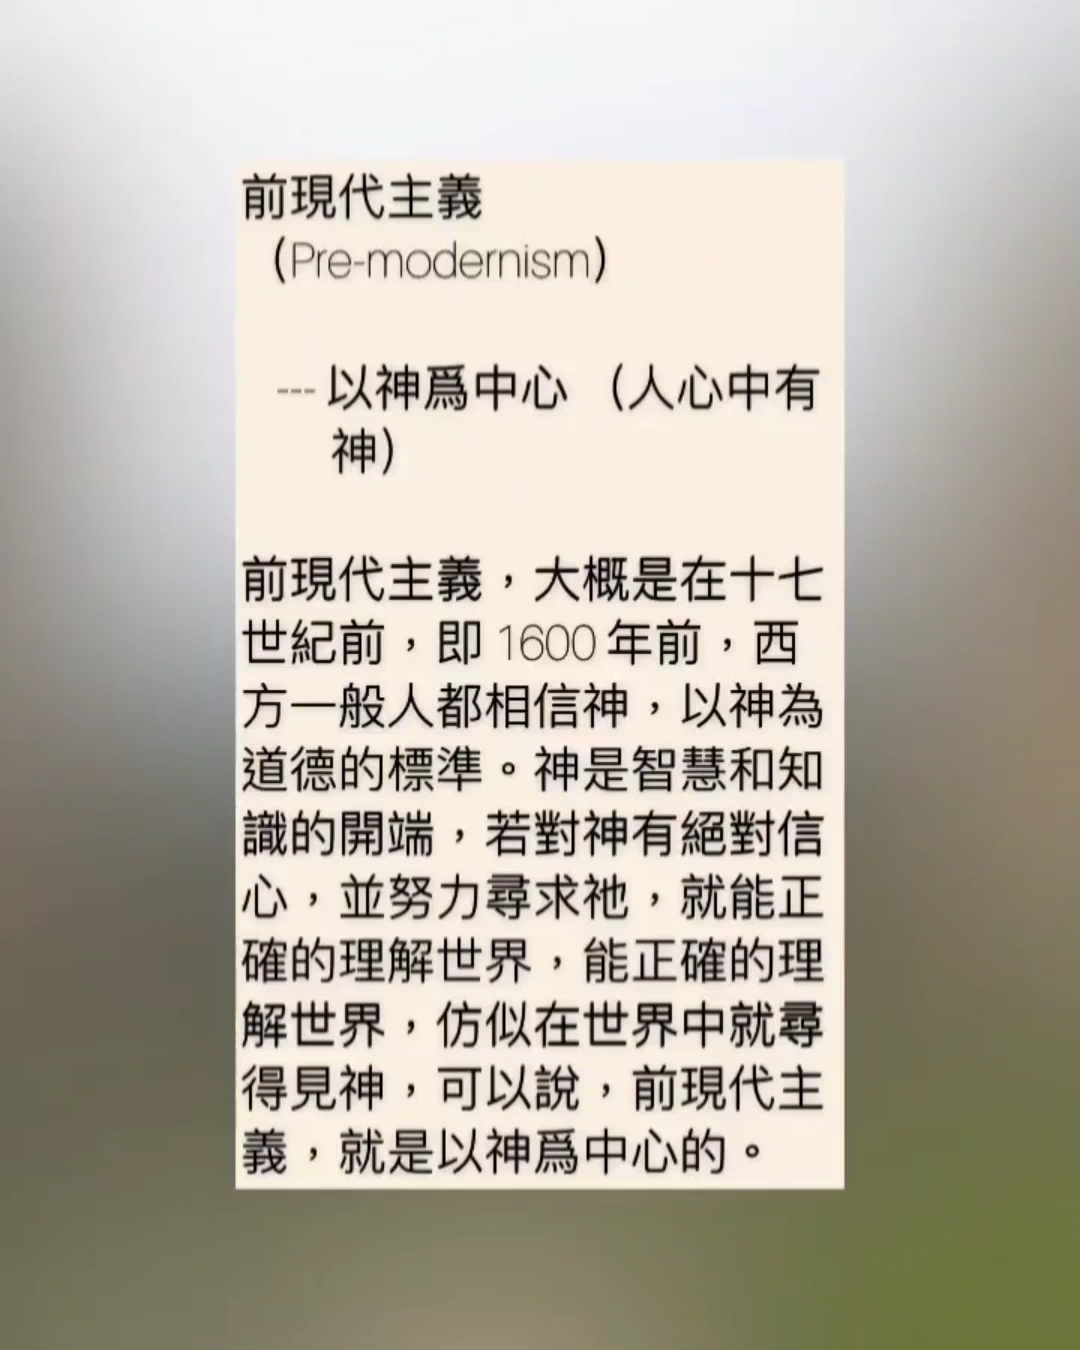 前現代主義
（Pre-modernism）
--- 以神爲中心 （人心中有
神）
前現代主義，大概是在十七
世紀前，即 1600 年前，西
方一般人都相信神，以神為
道德的標準。神是智慧和知
識的開端，若對神有絕對信
心，並努力尋求祂，就能正
確的理解世界，能正確的理
解世界，仿似在世界中就尋
得見神，可以說，前現代主
義，就是以神爲中心的。